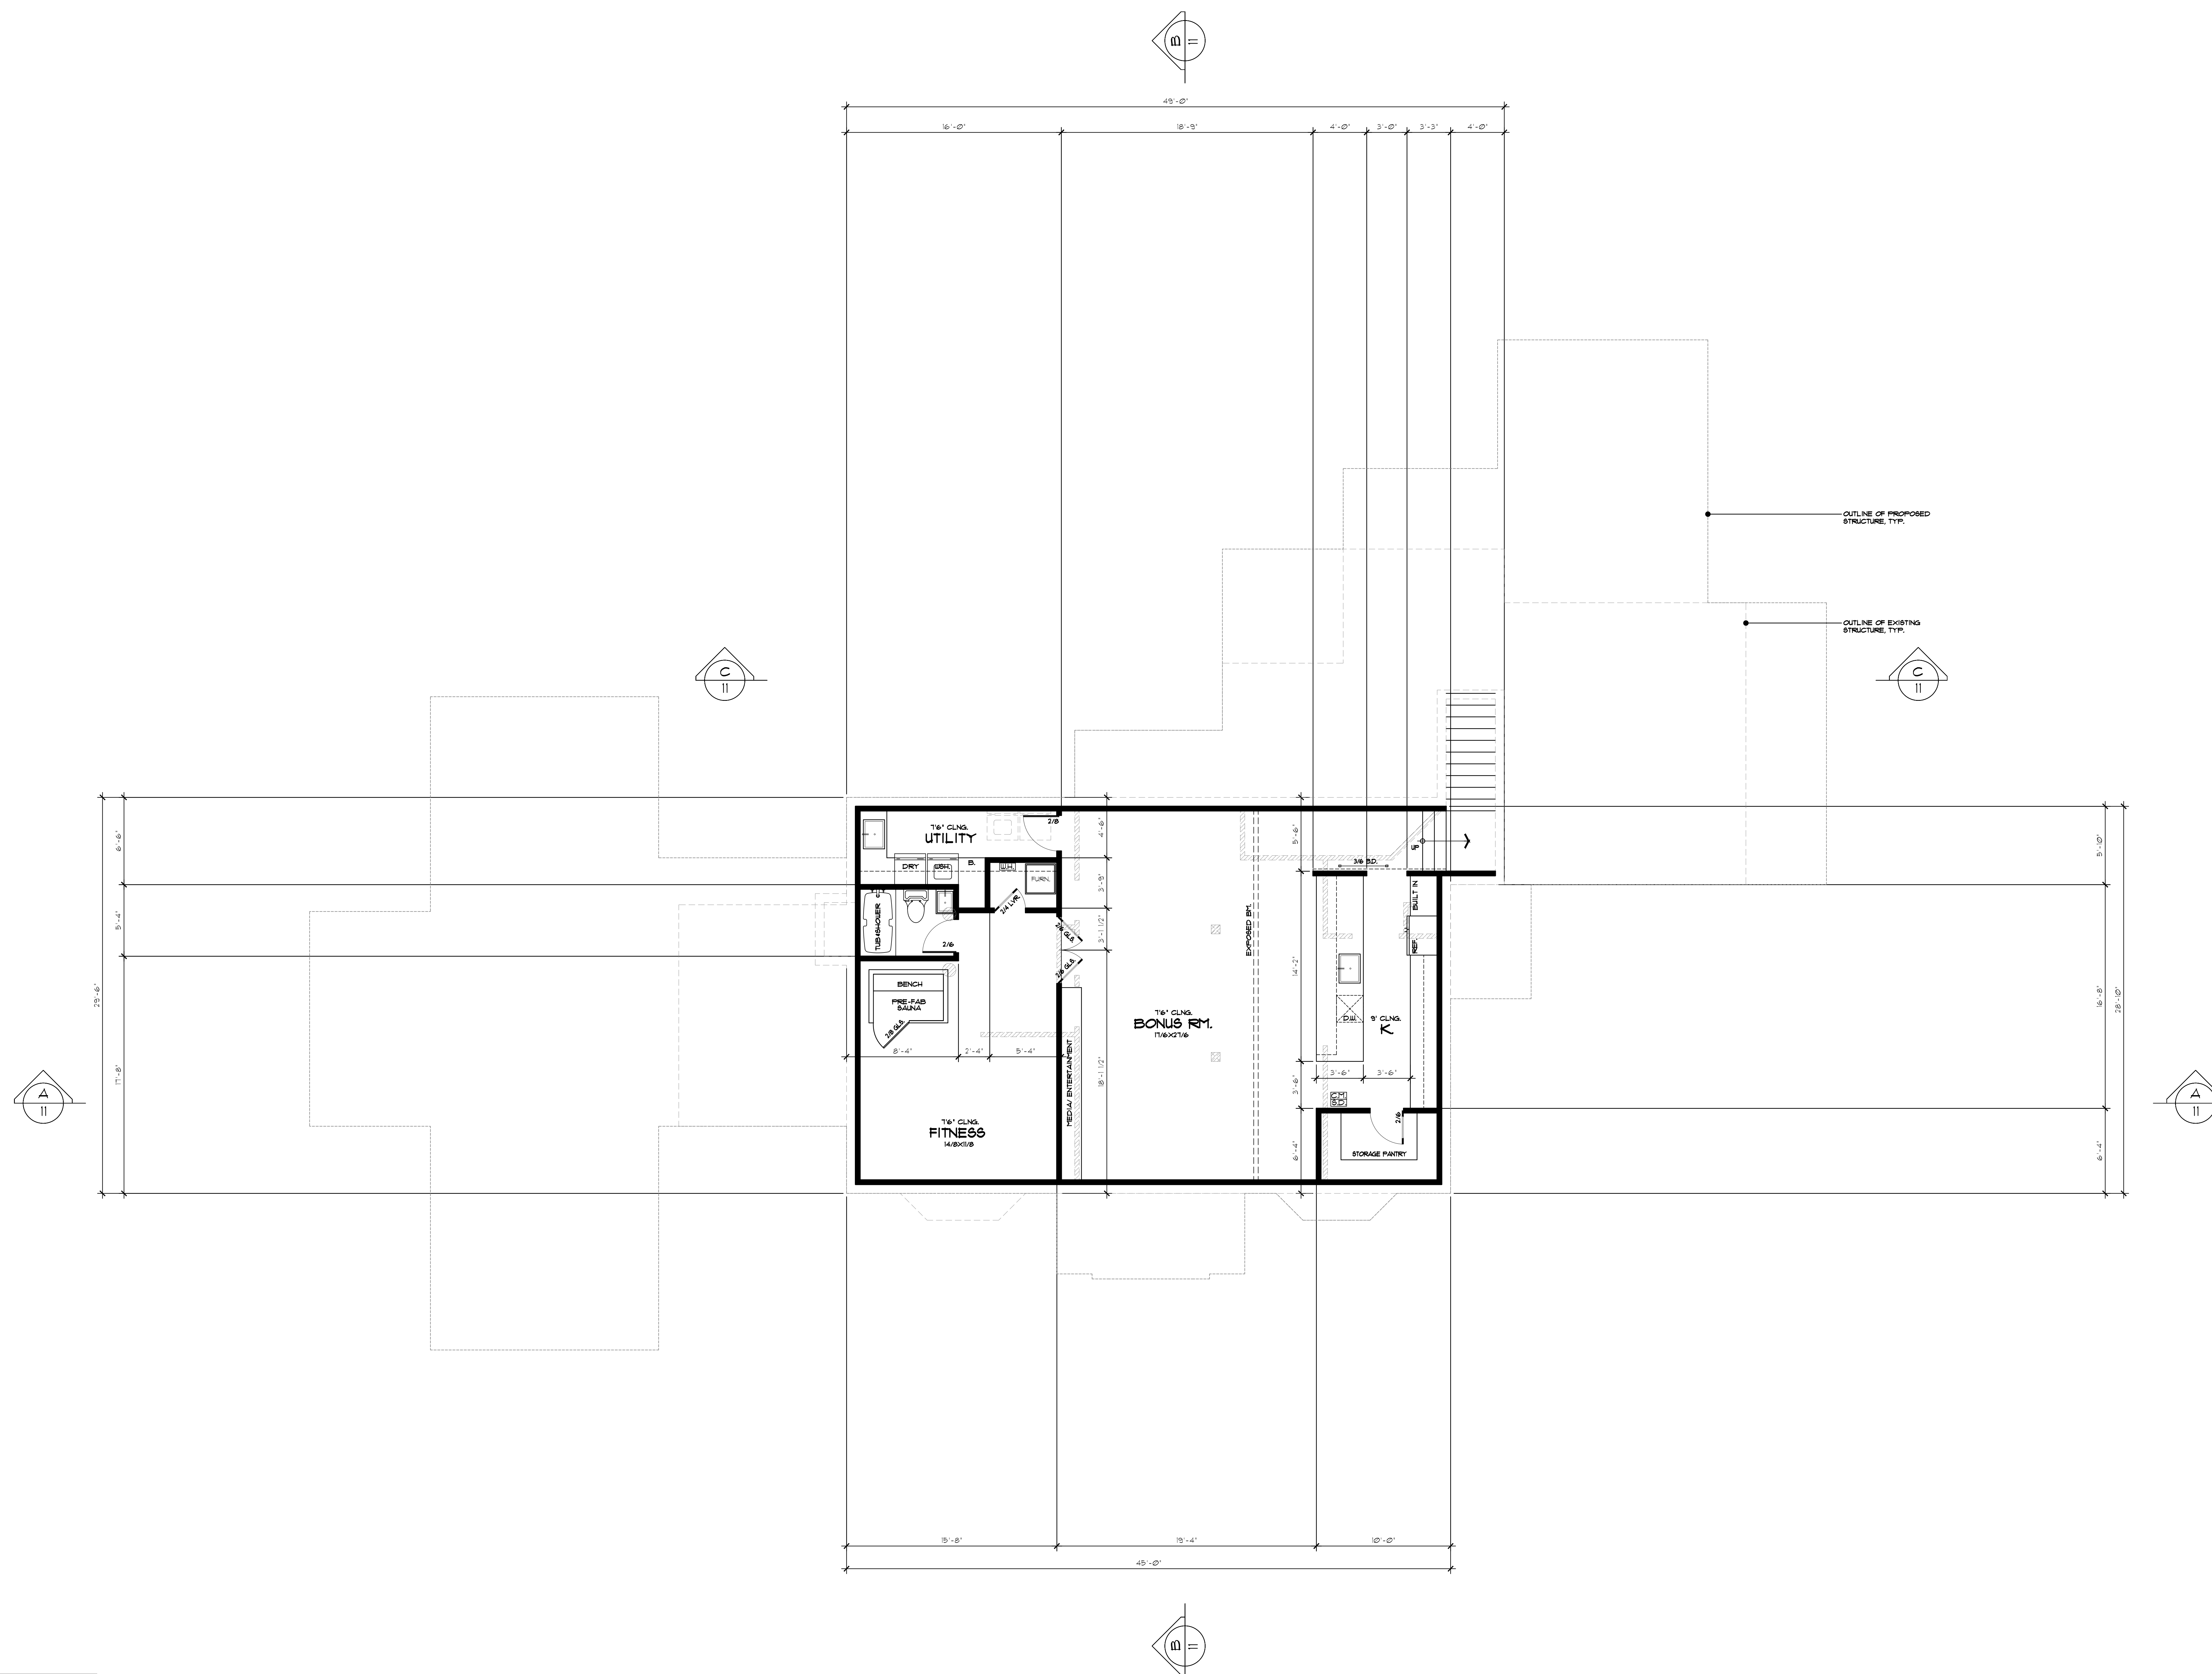 B
11
49'-0"
16'-0"
18'-9"
4'-0"
3'-0"
3'-3"
4'-0"
OUTLINE OF PROPOSED
STRUCTURE, TYP.
OUTLINE OF EXISTING
STRUCTURE, TYP.
C
11
C
11
7'6" CLNG.
UTILITY
2/8
DRY
WSH.
B.
W.H.
FURN.
2/4 LVR
TUB+SHOWER
2/6
2/6 GLS.
2/6 GLS.
BENCH
PRE-FAB
SAUNA
2/8 GLS.
8'-4"
2'-4"
5'-4"
7'6" CLNG.
FITNESS
14/8X11/8
MEDIA/ ENTERTAINMENT
4'-6"
3'-9"
3'-1 1/2"
18'-1 1/2"
7'6" CLNG.
BONUS RM.
17/6X27/6
EXPOSED BM.
5'-6"
14'-2"
3'-6"
6'-4"
3/6 B.D.
UP
BUILT IN
REF.
D.W.
9' CLNG.
K
3'-6"
3'-6"
2/6
STORAGE PANTRY
6'-6"
5'-4"
17'-8"
29'-6"
5'-10"
16'-8"
6'-4"
28'-10"
A
11
A
11
15'-8"
19'-4"
10'-0"
45'-0"
B
11